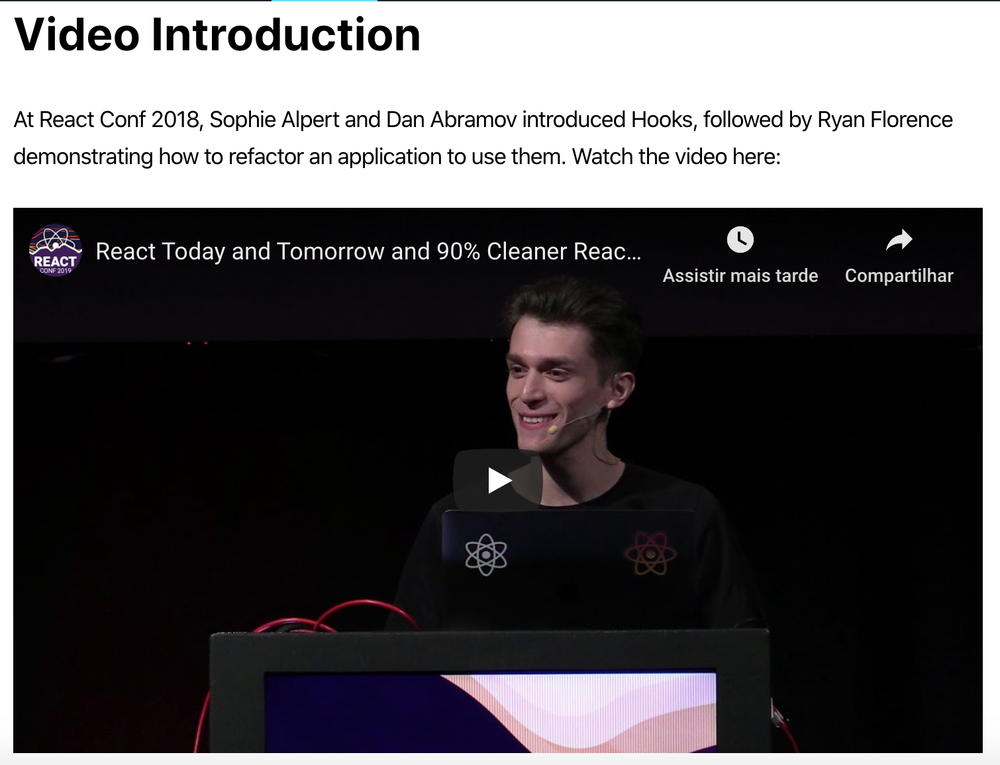 Video Introduction
At React Conf 2018, Sophie Alpert and Dan Abramov introduced Hooks, followed by Ryan Florence
demonstrating how to refactor an application to use them. Watch the video here:
REACT
CONF 2019
React Today and Tomorrow and 90% Cleaner Reac...
Assistir mais tarde
Compartilhar